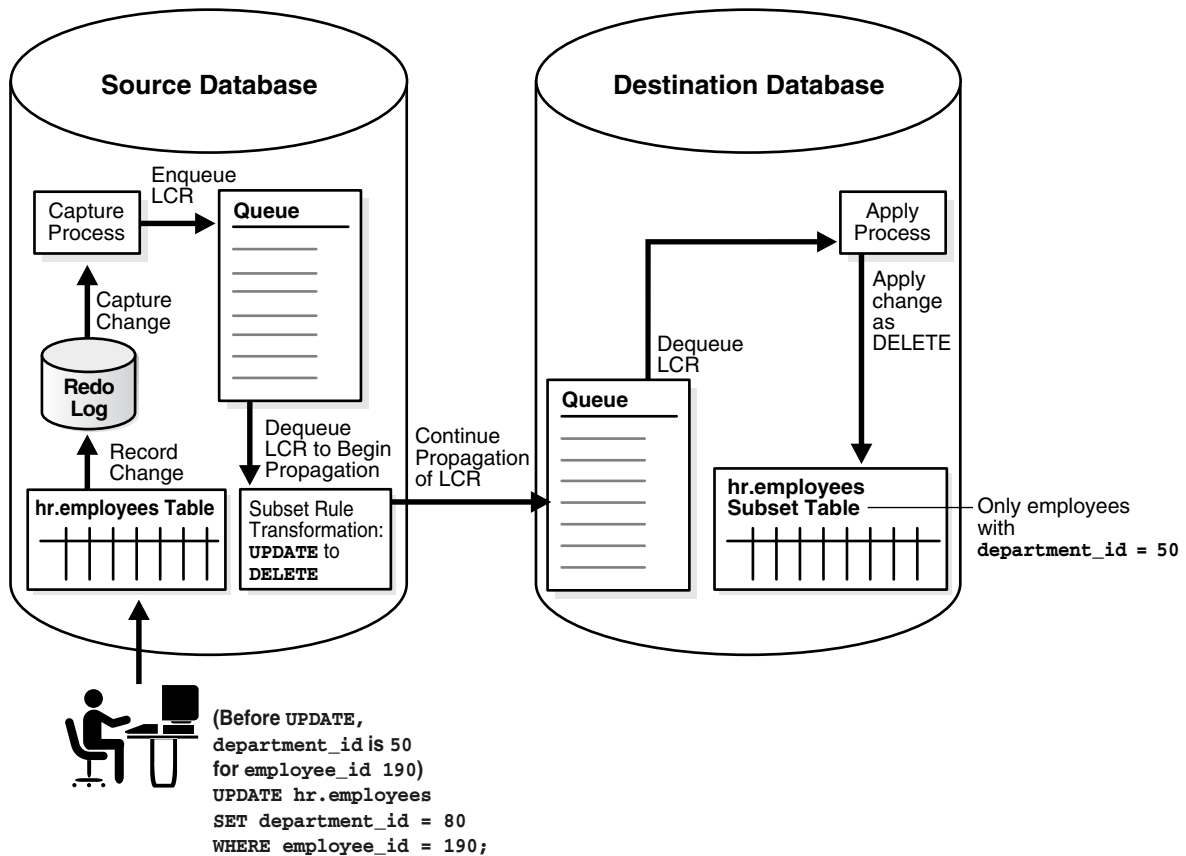 Source Database
Destination Database
Enqueue
LCR
Capture
Process
Queue
Apply
Process
Capture
Change
Apply
change
as
DELETE
Redo
Log
Dequeue
LCR
Queue
Record
Change
Dequeue
LCR to Begin
Propagation
Continue
Propagation
of LCR
hr.employees Table
Subset Rule
Transformation:
UPDATE to
DELETE
hr.employees
Subset Table
Only employees
with
department_id = 50
(Before UPDATE,
department_id is 50
for employee_id 190)
UPDATE hr.employees
SET department_id = 80
WHERE employee_id = 190;